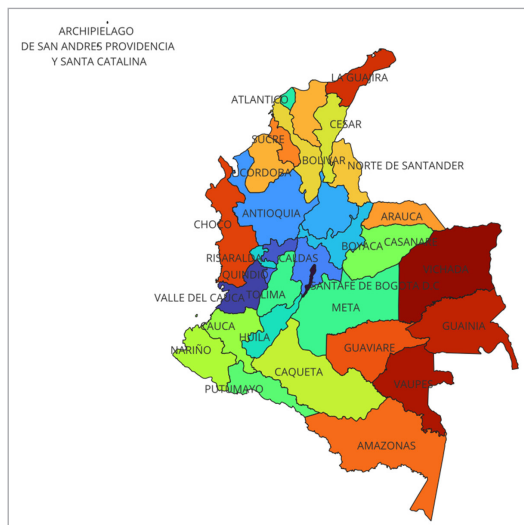 ARCHIPIELAGO
DE SAN ANDRES PROVIDENCIA
Y SANTA CATALINA
LA GUAJIRA
ATLANTICO
CESAR
SUCRE
BOLIVAR
NORTE DE SANTANDER
CORDOBA
ANTIOQUIA
ARAUCA
CHOCO
CASANARE
BOYACA
RISARALDA
CALDAS
QUINDIO
SANTAFE DE BOGOTA D.C
VALLE DEL CAUCA
TOLIMA
META
CAUCA
GUAINIA
HUILA
NARIÑO
GUAVIARE
CAQUETA
VAUPES
PUTUMAYO
AMAZONAS